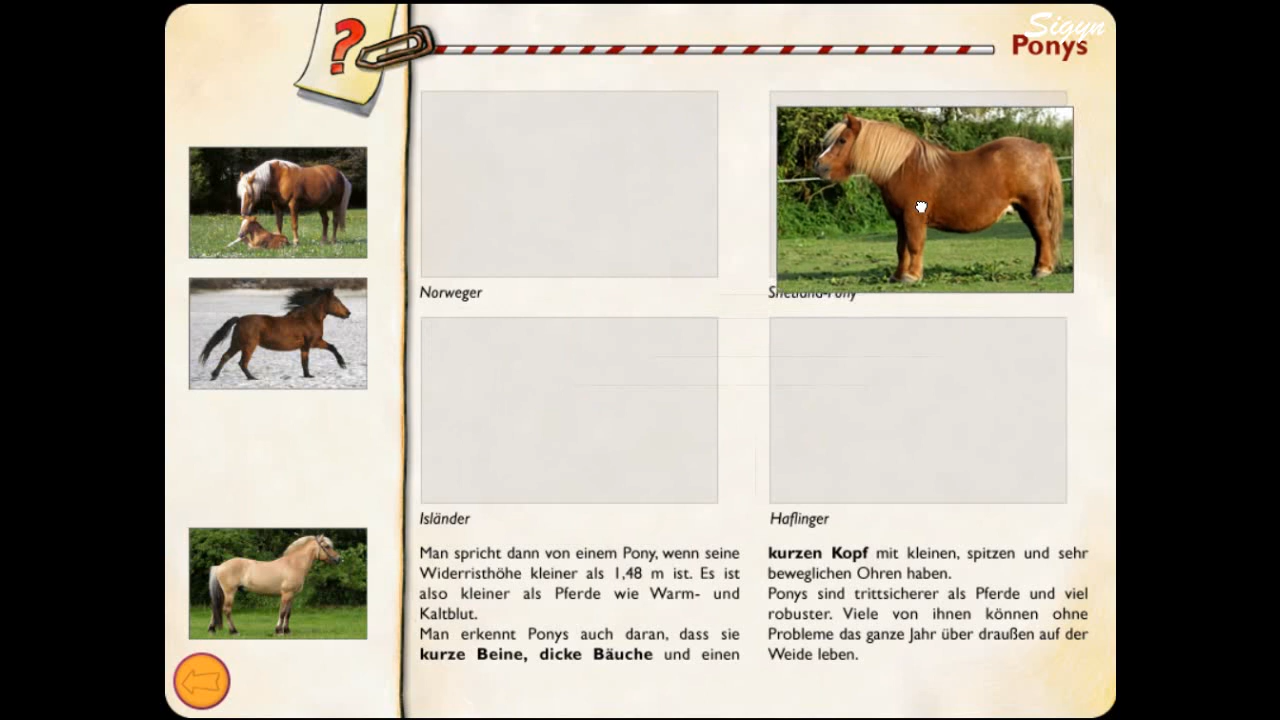 ?
Sigyn
Ponys
Norweger
Shetland-Pony
Isländer
Haflinger
Man spricht dann von einem Pony, wenn seine
Widerristhöhe kleiner als 1,48 m ist. Es ist
also kleiner als Pferde wie Warm- und
Kaltblut.
Man erkennt Ponys auch daran, dass sie
kurze Beine, dicke Bäuche und einen
kurzen Kopf mit kleinen, spitzen und sehr
beweglichen Ohren haben.
Ponys sind trittsicherer als Pferde und viel
robuster. Viele von ihnen können ohne
Probleme das ganze Jahr über draußen auf der
Weide leben.